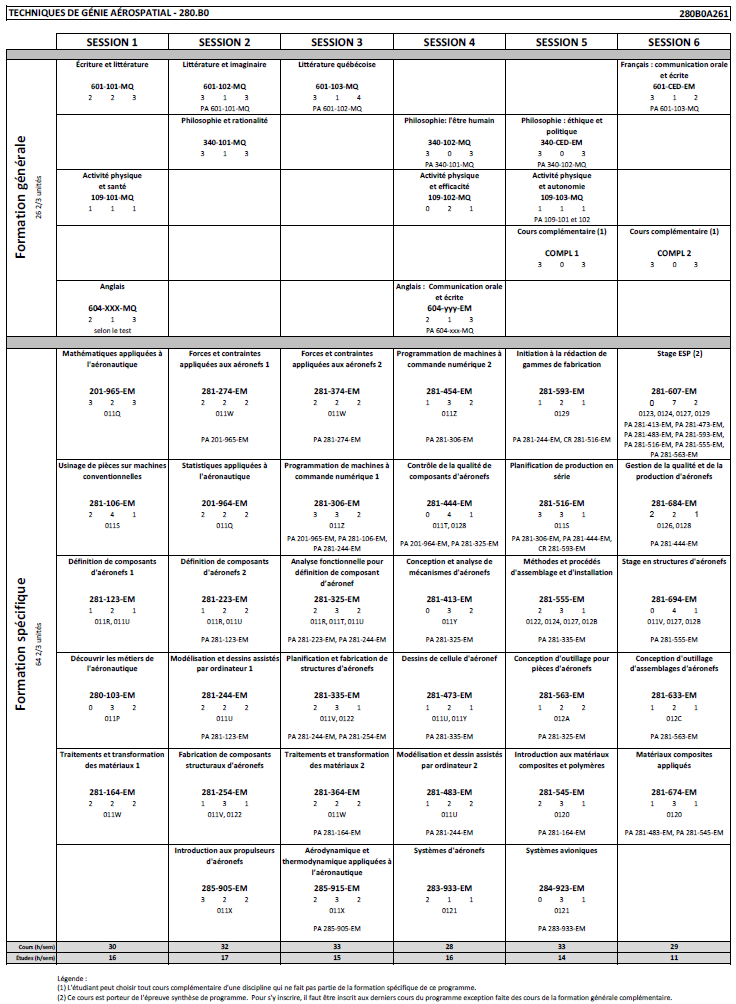 TECHNIQUES DE GÉNIE AÉROSPATIAL - 280.B0 280B0A261
SESSION 1 SESSION 2 SESSION 3 SESSION 4 SESSION 5 SESSION 6
Formation générale
26 2/3 unités
Écriture et littérature
601-101-MQ
2 2 3
Littérature et imaginaire
601-102-MQ
3 1 3
PA 601-101-MQ
Littérature québécoise
601-103-MQ
3 1 4
PA 601-102-MQ
Français : communication orale
et écrite
601-CED-EM
3 1 2
PA 601-103-MQ
Philosophie et rationalité
340-101-MQ
3 1 3
Philosophie: l'être humain
340-102-MQ
3 0 3
PA 340-101-MQ
Philosophie : éthique et
politique
340-CED-EM
3 0 3
PA 340-102-MQ
Activité physique
et santé
109-101-MQ
1 1 1
Activité physique
et efficacité
109-102-MQ
0 2 1
Activité physique
et autonomie
109-103-MQ
1 1 1
PA 109-101 et 102
Cours complémentaire (1)
COMPL 1
3 0 3
Cours complémentaire (1)
COMPL 2
3 0 3
Anglais
604-XXX-MQ
2 1 3
selon le test
Anglais : Communication orale
et écrite
604-yyy-EM
2 1 3
PA 604-xxx-MQ
Formation spécifique
64 2/3 unités
Mathématiques appliquées à
l'aéronautique
201-965-EM
3 2 3
011Q
Forces et contraintes
appliquées aux aéronefs 1
281-274-EM
2 2 2
011W
PA 201-965-EM
Forces et contraintes
appliquées aux aéronefs 2
281-374-EM
2 2 2
011W
PA 281-274-EM
Programmation de machines à
commande numérique 2
281-454-EM
1 3 2
011Z
PA 281-306-EM
Initiation à la rédaction de
gammes de fabrication
281-593-EM
1 2 1
0129
PA 281-244-EM, CR 281-516-EM
Stage ESP (2)
281-607-EM
0 7 2
0123, 0124, 0127, 0129
PA 281-413-EM, PA 281-473-EM,
PA 281-483-EM, PA 281-593-EM,
PA 281-516-EM, PA 281-555-EM,
PA 281-563-EM
Usinage de pièces sur machines
conventionnelles
281-106-EM
2 4 1
011S
Statistiques appliquées à
l'aéronautique
201-964-EM
2 2 2
011Q
Programmation de machines à
commande numérique 1
281-306-EM
3 3 2
011Z
PA 201-965-EM, PA 281-106-EM,
PA 281-244-EM
Contrôle de la qualité de
composants d'aéronefs
281-444-EM
0 4 1
011T, 0128
PA 201-964-EM, PA 281-325-EM
Planification de production en
série
281-516-EM
3 3 1
011S
PA 281-306-EM, PA 281-444-EM,
CR 281-593-EM
Gestion de la qualité et de la
production d'aéronefs
281-684-EM
2 2 1
0126, 0128
PA 281-444-EM
Définition de composants
d'aéronefs 1
281-123-EM
1 2 1
011R, 011U
Définition de composants
d'aéronefs 2
281-223-EM
1 2 2
011R, 011U
PA 281-123-EM
Analyse fonctionnelle pour
définition de composant
d'aéronef
281-325-EM
2 3 2
011R, 011T, 011U
PA 281-223-EM, PA 281-244-EM
Conception et analyse de
mécanismes d'aéronefs
281-413-EM
0 3 2
011Y
PA 281-325-EM
Méthodes et procédés
d'assemblage et d'installation
281-555-EM
2 3 1
0122, 0124, 0127, 012B
PA 281-335-EM
Stage en structures d'aéronefs
281-694-EM
0 4 1
011V, 0127, 012B
PA 281-555-EM
Découvrir les métiers de
l'aéronautique
280-103-EM
0 3 2
011P
Modélisation et dessins assistés
par ordinateur 1
281-244-EM
2 2 2
011U
PA 281-123-EM
Planification et fabrication de
structures d'aéronefs
281-335-EM
2 3 1
011V, 0122
PA 281-244-EM, PA 281-254-EM
Dessins de cellule d'aéronef
281-473-EM
1 2 1
011U, 011Y
PA 281-335-EM
Conception d'outillage pour
pièces d'aéronefs
281-563-EM
1 2 2
012A
PA 281-325-EM
Conception d'outillage
d'assemblages d'aéronefs
281-633-EM
1 2 1
012C
PA 281-563-EM
Traitements et transformation
des matériaux 1
281-164-EM
2 2 2
011W
Fabrication de composants
structuraux d'aéronefs
281-254-EM
1 3 1
011V, 0122
Traitements et transformation
des matériaux 2
281-364-EM
2 2 2
011W
PA 281-164-EM
Modélisation et dessin assistés
par ordinateur 2
281-483-EM
1 2 2
011U
PA 281-244-EM
Introduction aux matériaux
composites et polymères
281-545-EM
2 3 1
0120
PA 281-164-EM
Matériaux composites
appliqués
281-674-EM
1 3 1
0120
PA 281-483-EM, PA 281-545-EM
Introduction aux propulseurs
d'aéronefs
285-905-EM
3 2 2
011X
Aérodynamique et
thermodynamique appliquées à
l'aéronautique
285-915-EM
3 2 2
011X
PA 285-905-EM
Systèmes d'aéronefs
283-933-EM
2 1 1
0121
Systèmes avioniques
284-923-EM
0 3 1
0121
PA 283-933-EM
Cours (h/sem) 30 32 33 28 33 29
Études (h/sem) 16 17 15 16 14 11
Légende :
(1) L'étudiant peut choisir tout cours complémentaire d'une discipline qui ne fait pas partie de la formation spécifique de ce programme.
(2) Ce cours est porteur de l'épreuve synthèse de programme. Pour s'y inscrire, il faut être inscrit aux derniers cours du programme exception faite des cours de la formation générale complémentaire.